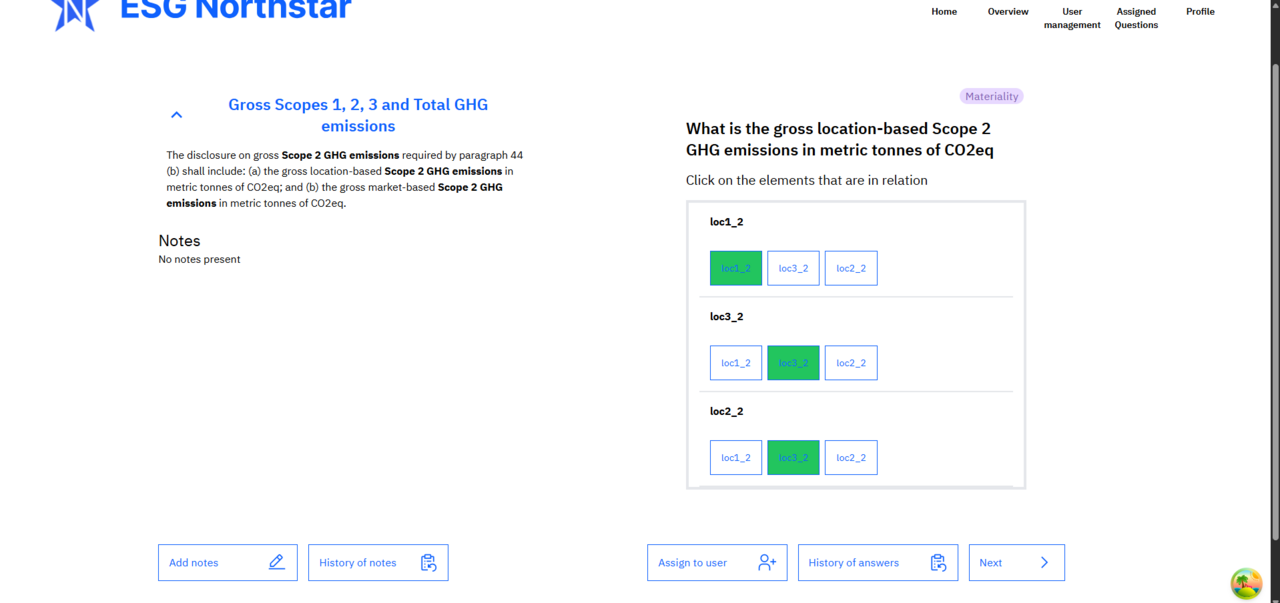 ESG Northstar
Home
Overview
User
management
Assigned
Questions
Profile
Gross Scopes 1, 2, 3 and Total GHG
emissions
The disclosure on gross Scope 2 GHG emissions required by paragraph 44
(b) shall include: (a) the gross location-based Scope 2 GHG emissions in
metric tonnes of CO2eq; and (b) the gross market-based Scope 2 GHG
emissions in metric tonnes of CO2eq.
Notes
No notes present
Add notes
History of notes
Materiality
What is the gross location-based Scope 2
GHG emissions in metric tonnes of CO2eq
Click on the elements that are in relation
loc1_2
loc1_2 loc3_2 loc2_2
loc3_2
loc1_2 loc3_2 loc2_2
loc2_2
loc1_2 loc3_2 loc2_2
Assign to user
History of answers
Next